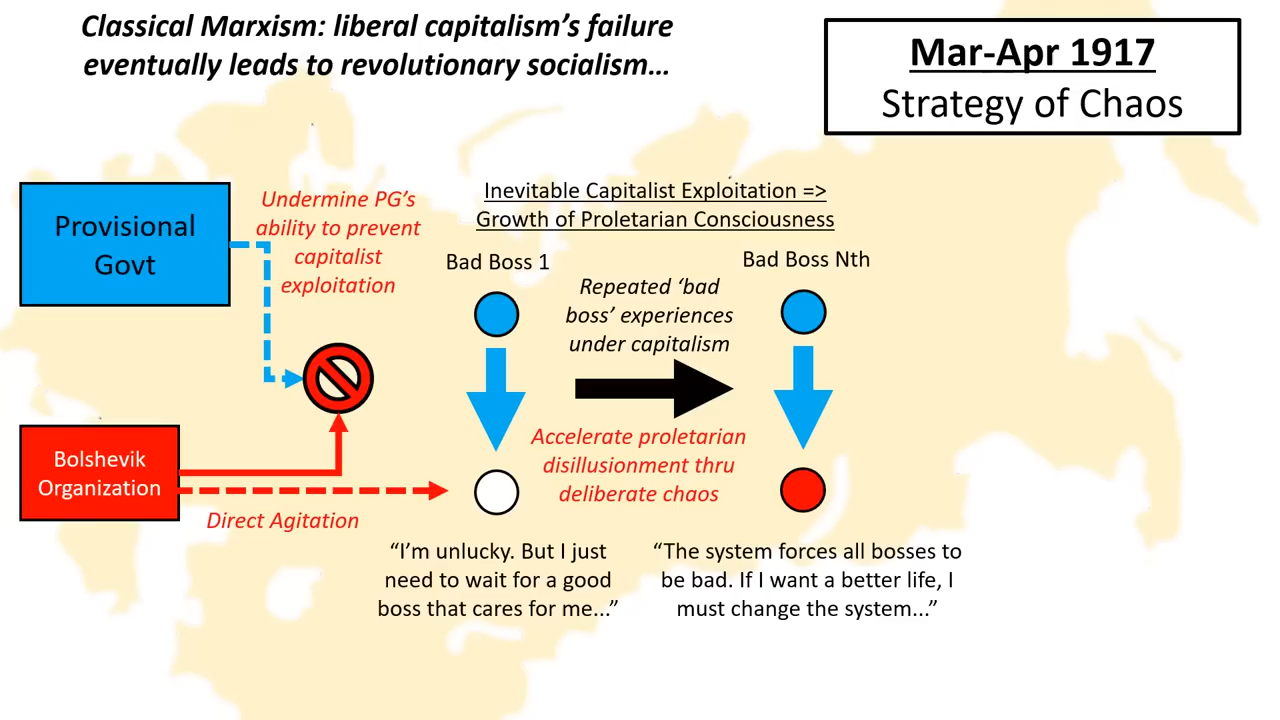 Classical Marxism: liberal capitalism’s failure
eventually leads to revolutionary socialism…
Mar-Apr 1917
Strategy of Chaos
Provisional
Govt
Undermine PG’s
ability to prevent
capitalist
exploitation
Inevitable Capitalist Exploitation =>
Growth of Proletarian Consciousness
Bad Boss 1
Bad Boss Nth
Repeated ‘bad
boss’ experiences
under capitalism
Bolshevik
Organization
Direct Agitation
Accelerate proletarian
disillusionment thru
deliberate chaos
“I’m unlucky. But I just
need to wait for a good
boss that cares for me...”
“The system forces all bosses to
be bad. If I want a better life, I
must change the system...”